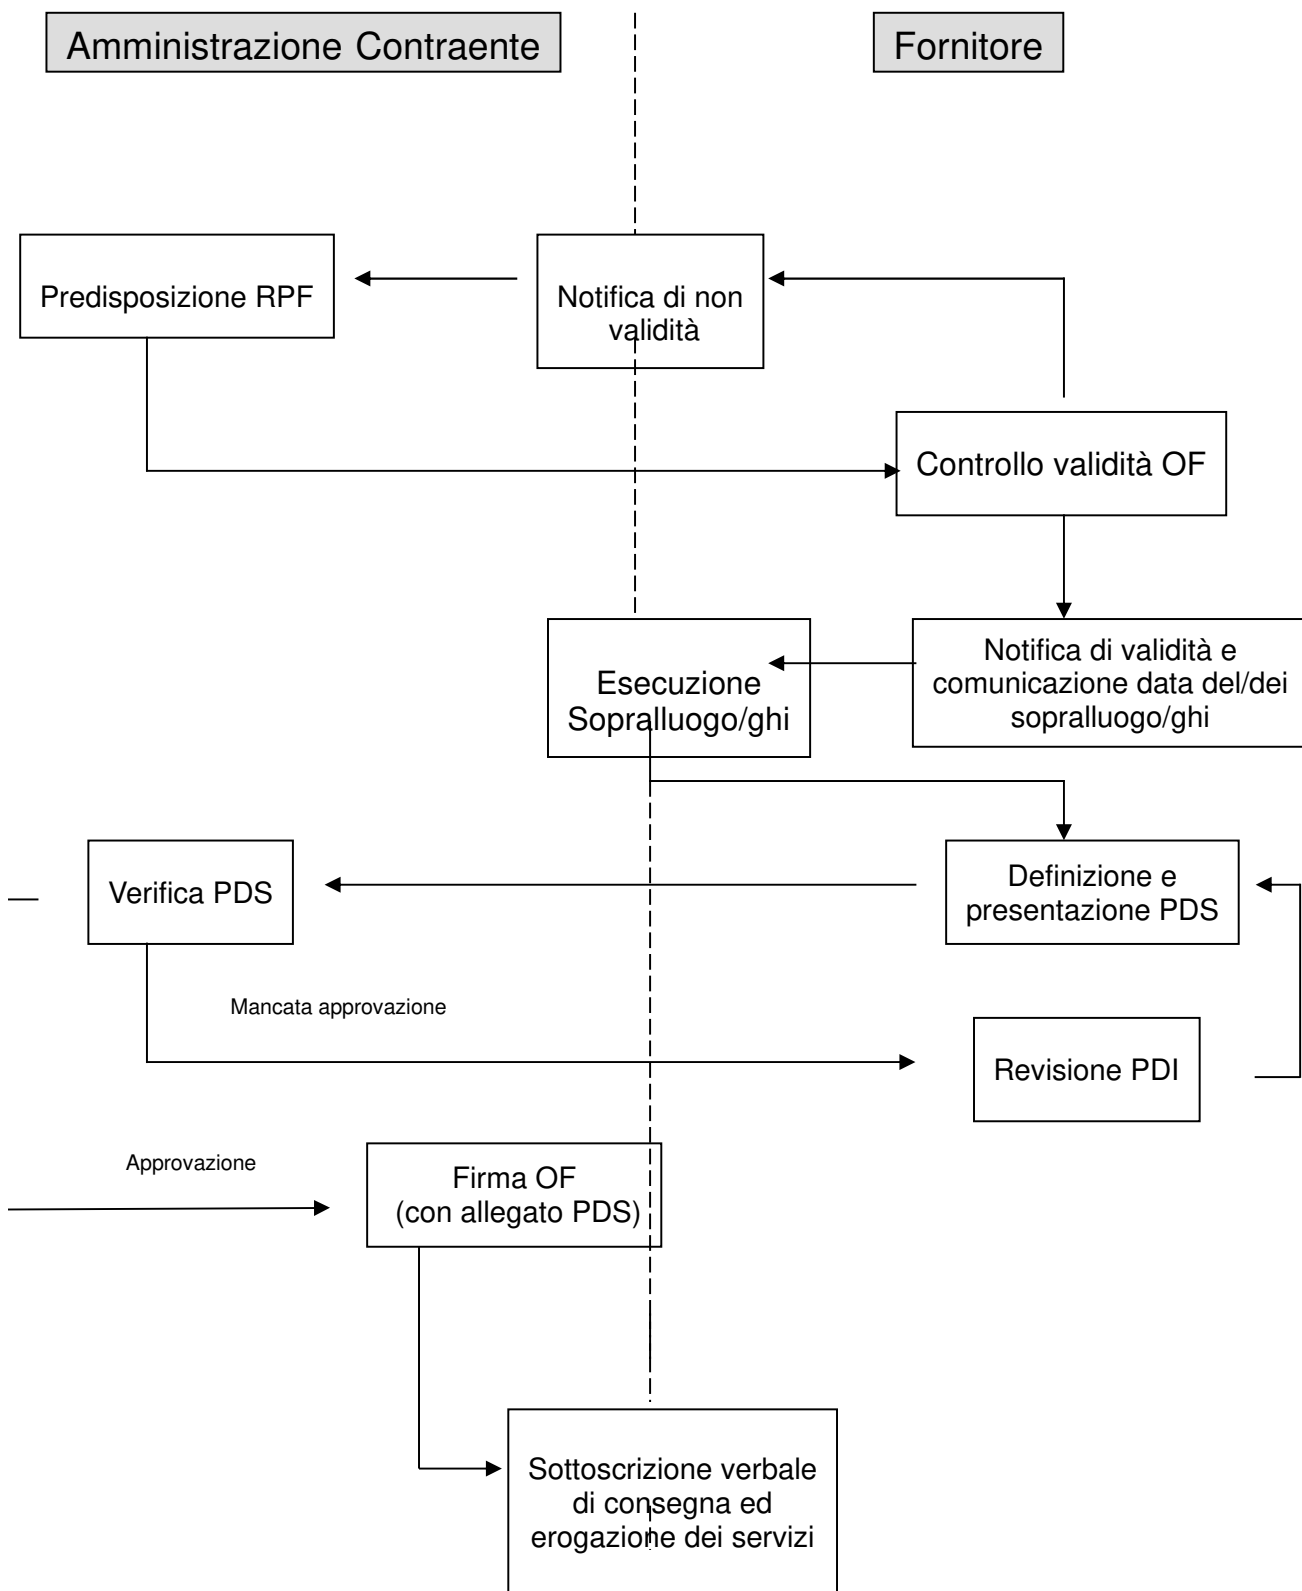 Amministrazione Contraente
Fornitore
Predisposizione RPF
Notifica di non
validità
Controllo validità OF
Esecuzione
Sopralluogo/ghi
Notifica di validità e
comunicazione data del/dei
sopralluogo/ghi
Verifica PDS
Definizione e
presentazione PDS
Mancata approvazione
Revisione PDI
Approvazione
Firma OF
(con allegato PDS)
Sottoscrizione verbale
di consegna ed
erogazione dei servizi